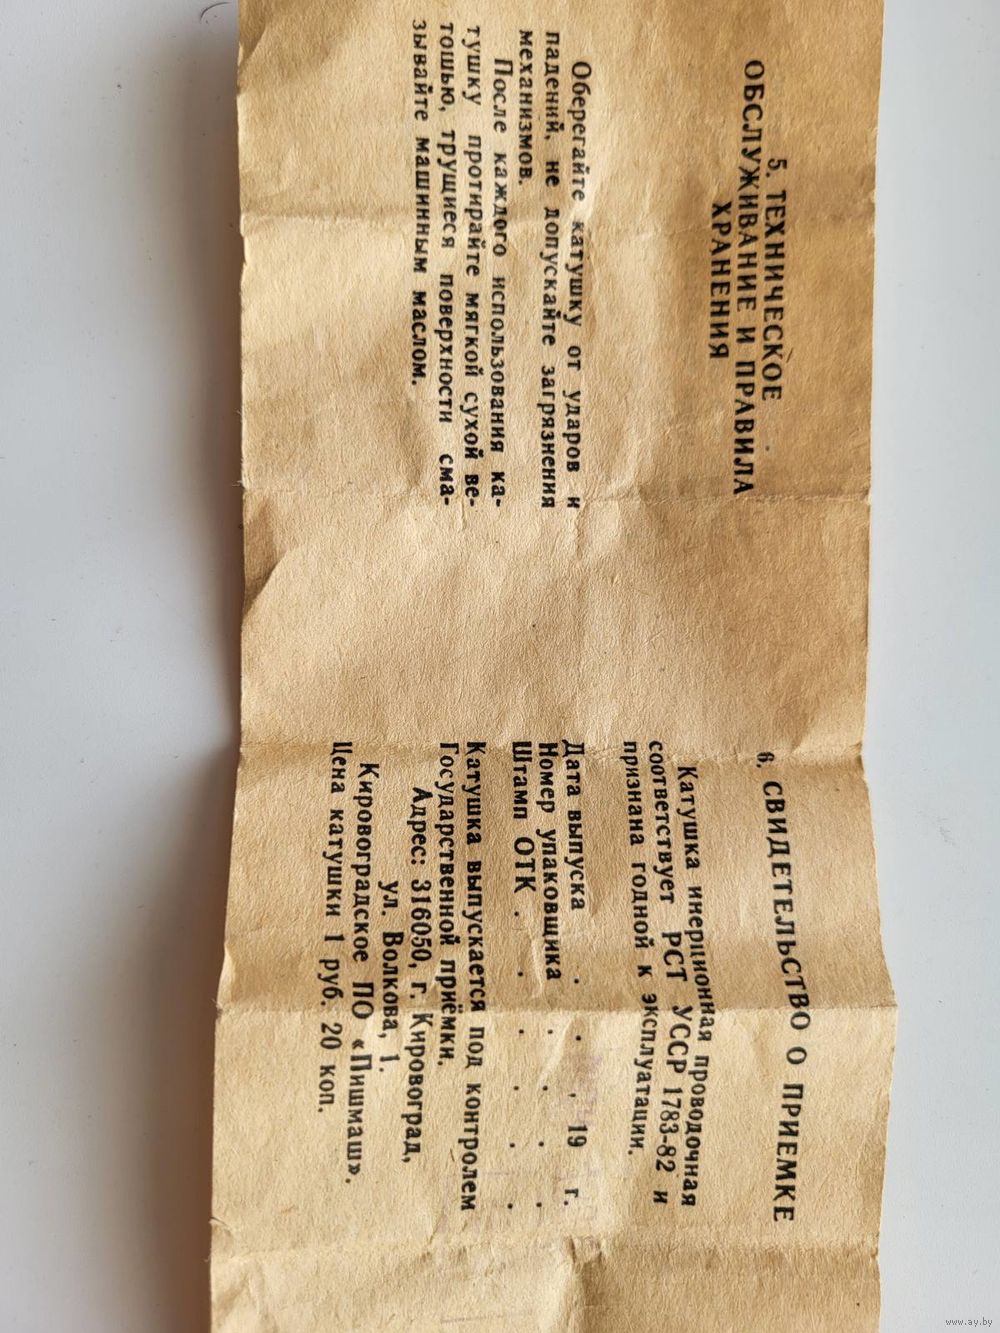 5. ТЕХНИЧЕСКОЕ
ОБСЛУЖИВАНИЕ И ПРАВИЛА
ХРАНЕНИЯ
Оберегайте катушку от ударов и
падений, не допускайте загрязнения
механизмов.
После каждого использования ка-
тушку протирайте мягкой сухой ве-
тошью, трущиеся поверхности сма-
зывайте машинным маслом.
6. СВИДЕТЕЛЬСТВО О ПРИЕМКЕ
Катушка инерционная проводочная
соответствует РСТ УССР 1783-82 и
признана годной к эксплуатации.
Дата выпуска . . . 19 г.
Номер упаковщика . . .
Штамп ОТК . . . . . .
Катушка выпускается под контролем
Государственной приёмки.
Адрес: 316050, г. Кировоград,
ул. Волкова, 1.
Кировоградское ПО «Пишмаш».
Цена катушки 1 руб. 20 коп.
www.ay.by